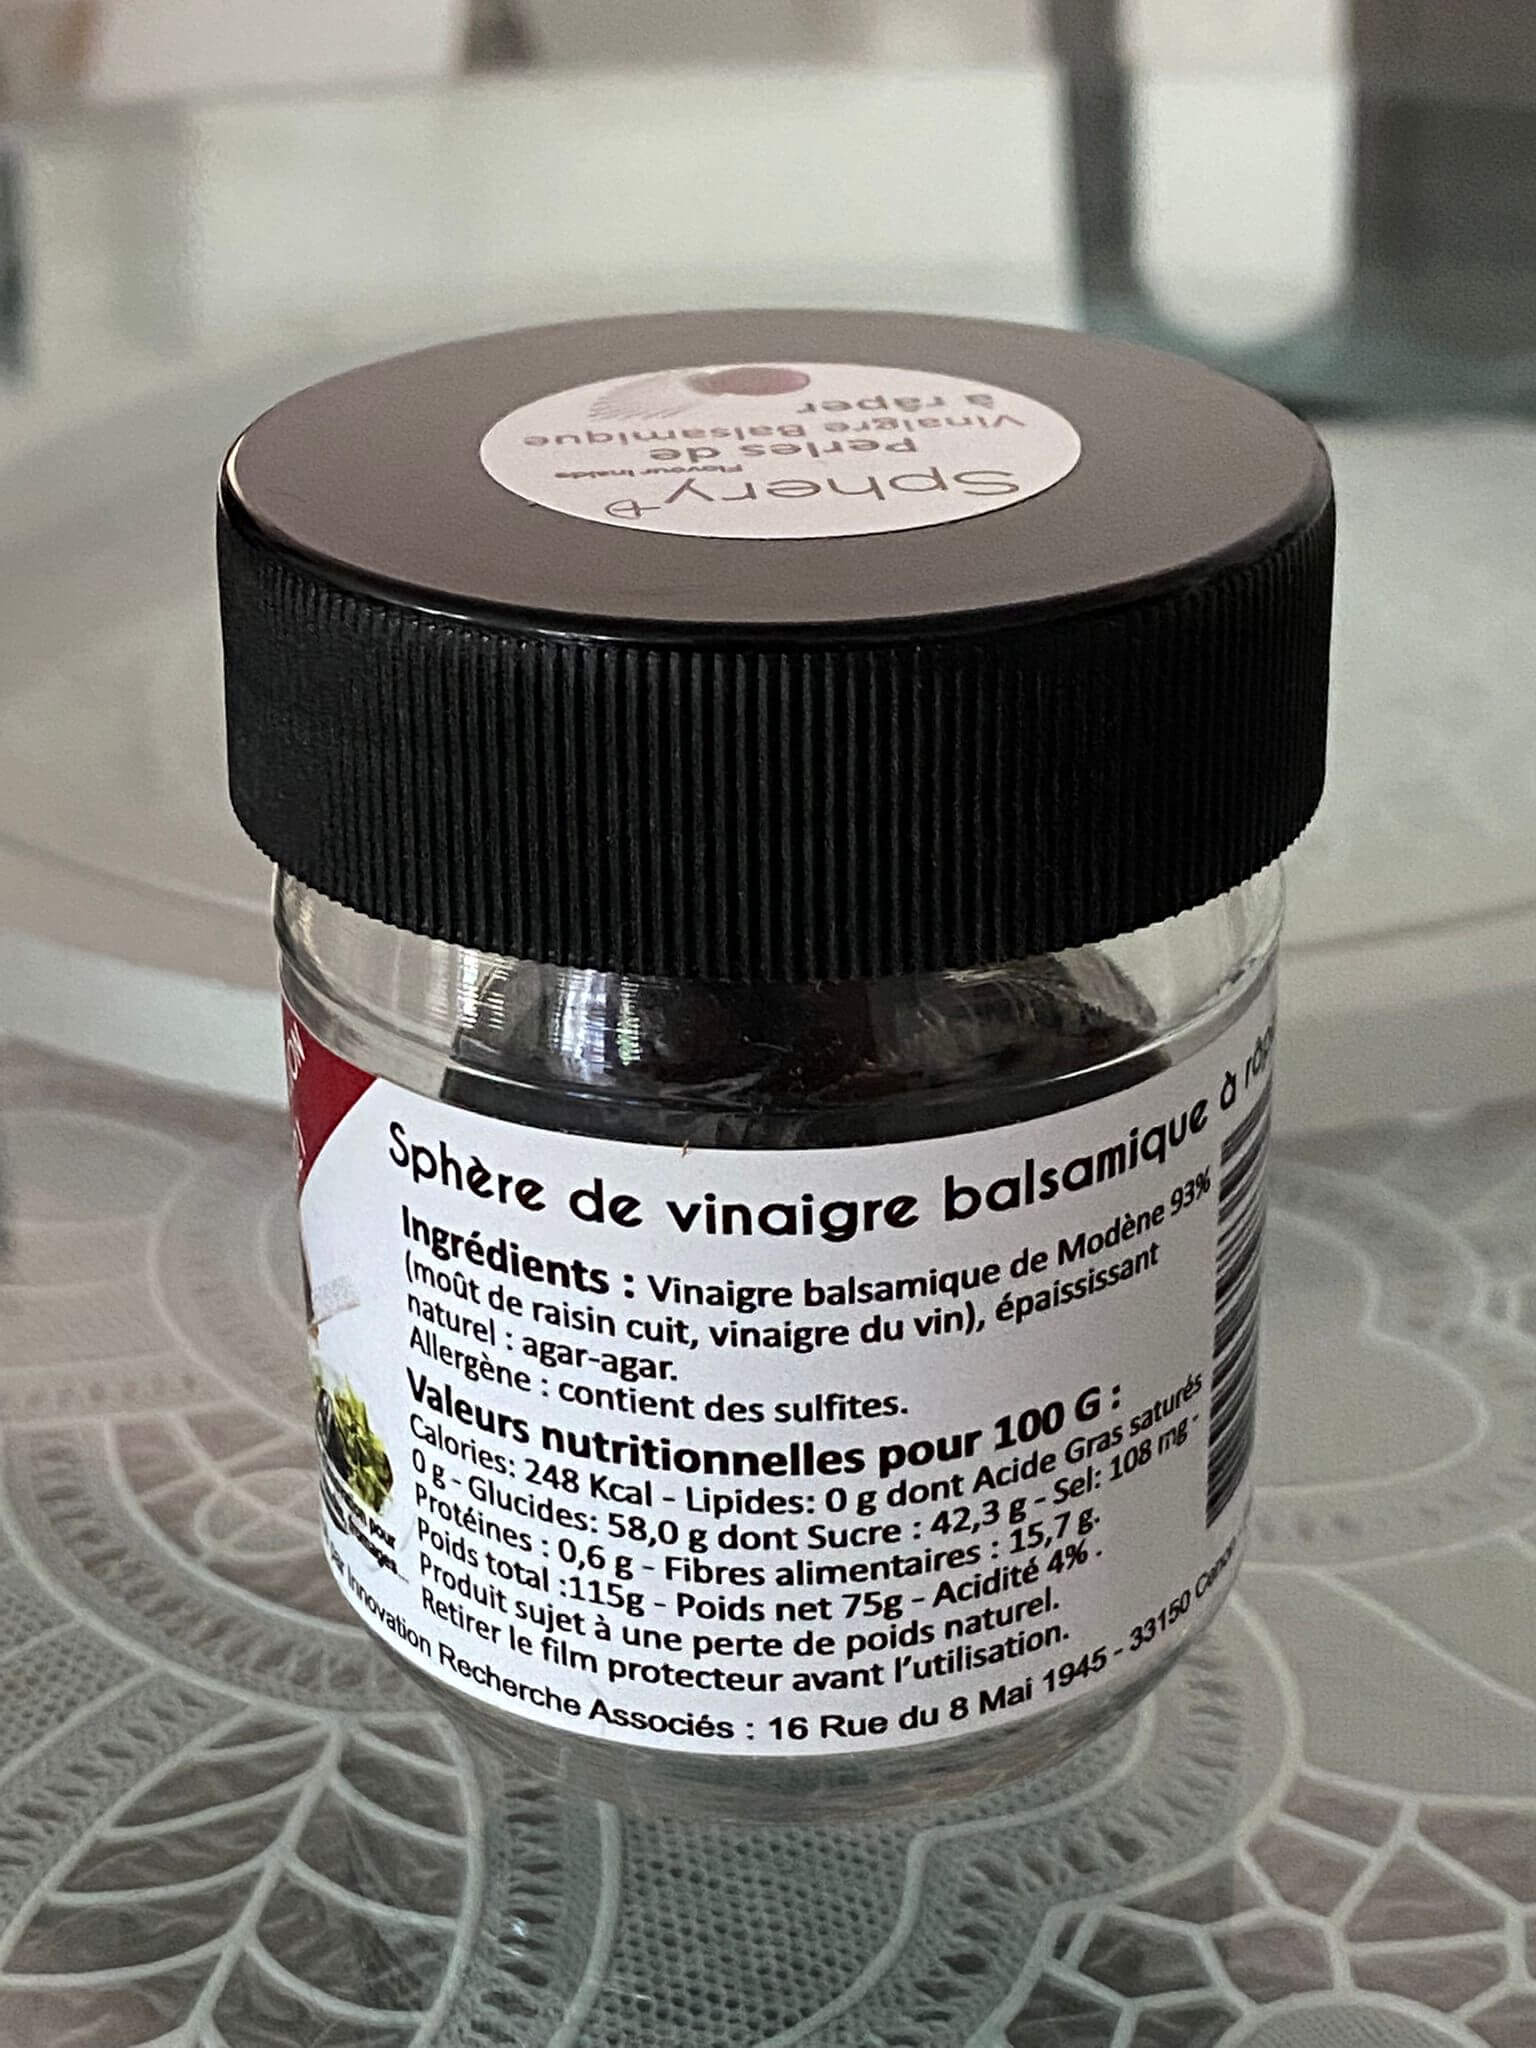 Sphery+
Flavour Inside
Perles de
Vinaigre Balsamique
à râper
Sphère de vinaigre balsamique à
Ingrédients : Vinaigre balsamique de Modène 93%
(moût de raisin cuit, vinaigre du vin), épaississant
naturel : agar-agar.
Allergène : contient des sulfites.
Valeurs nutritionnelles pour 100 G :
Calories: 248 Kcal - Lipides: 0 g dont Acide Gras saturés
0 g - Glucides: 58,0 g dont Sucre : 42,3 g - Sel: 108 mg -
Protéines : 0,6 g - Fibres alimentaires : 15,7 g.
Poids total :115g - Poids net 75g - Acidité 4% .
Produit sujet à une perte de poids naturel.
Retirer le film protecteur avant l'utilisation.
pour
Innovation Recherche Associés : 16 Rue du 8 Mai 1945 - 33150